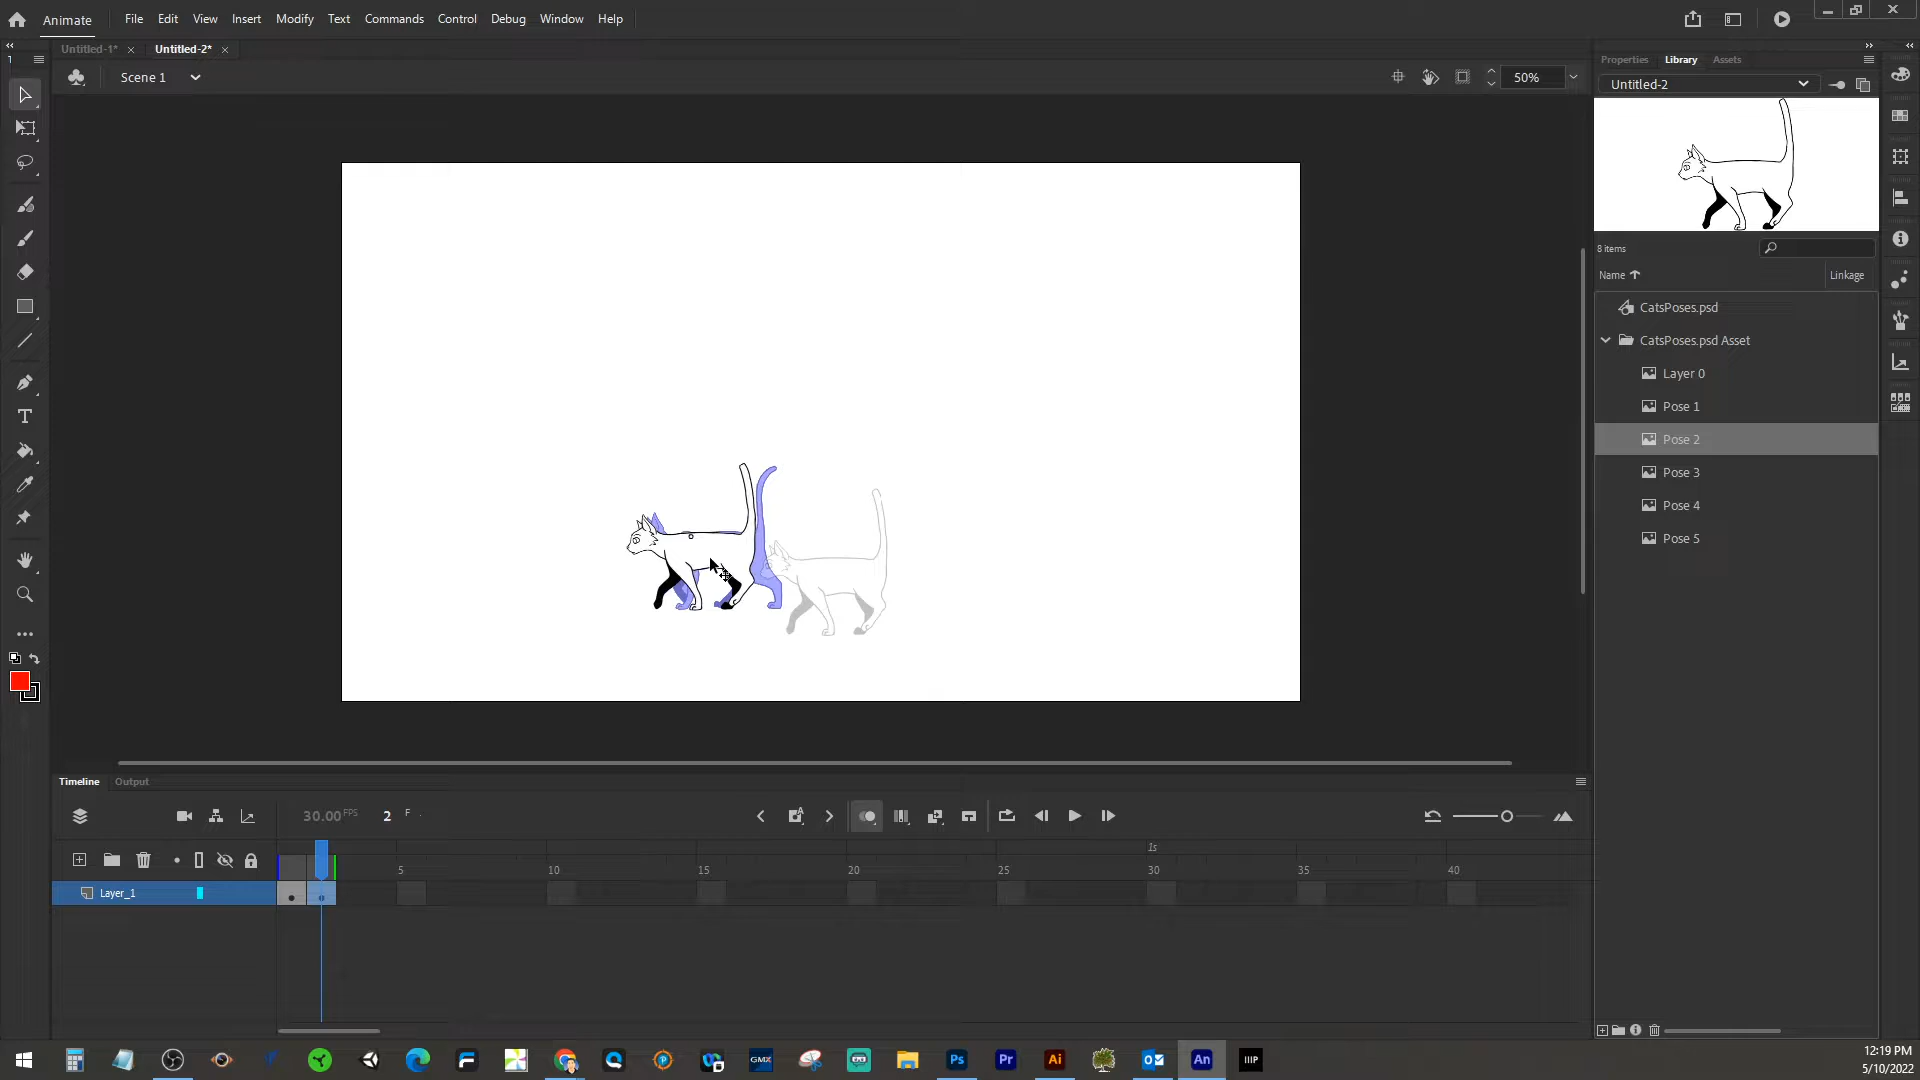 Animate File Edit View Insert Modify Text Commands Control Debug Window Help
Untitled-1* Untitled-2*
Scene 1 50%
Properties Library Assets
Untitled-2
8 items
Name Linkage
CatsPoses.psd
CatsPoses.psd Asset
Layer 0
Pose 1
Pose 2
Pose 3
Pose 4
Pose 5
Timeline Output
30.00 FPS 2 F
1s
5 10 15 20 25 30 35 40
Layer_1
GMX Ps Pr Ai An
12:19 PM
5/10/2022